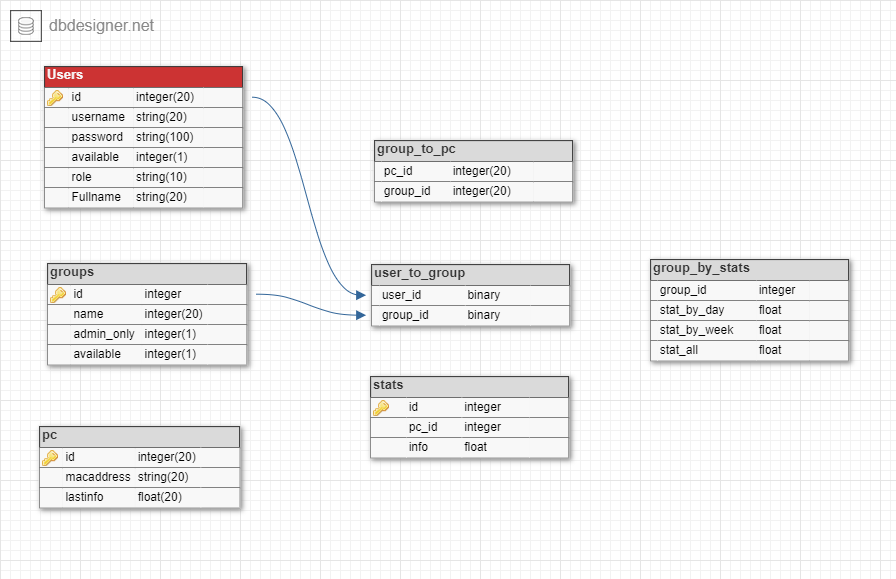 dbdesigner.net
Users
id integer(20)
username string(20)
password string(100)
available integer(1)
role string(10)
Fullname string(20)
group_to_pc
pc_id integer(20)
group_id integer(20)
groups
id integer
name integer(20)
admin_only integer(1)
available integer(1)
user_to_group
user_id binary
group_id binary
group_by_stats
group_id integer
stat_by_day float
stat_by_week float
stat_all float
stats
id integer
pc_id integer
info float
pc
id integer(20)
macaddress string(20)
lastinfo float(20)